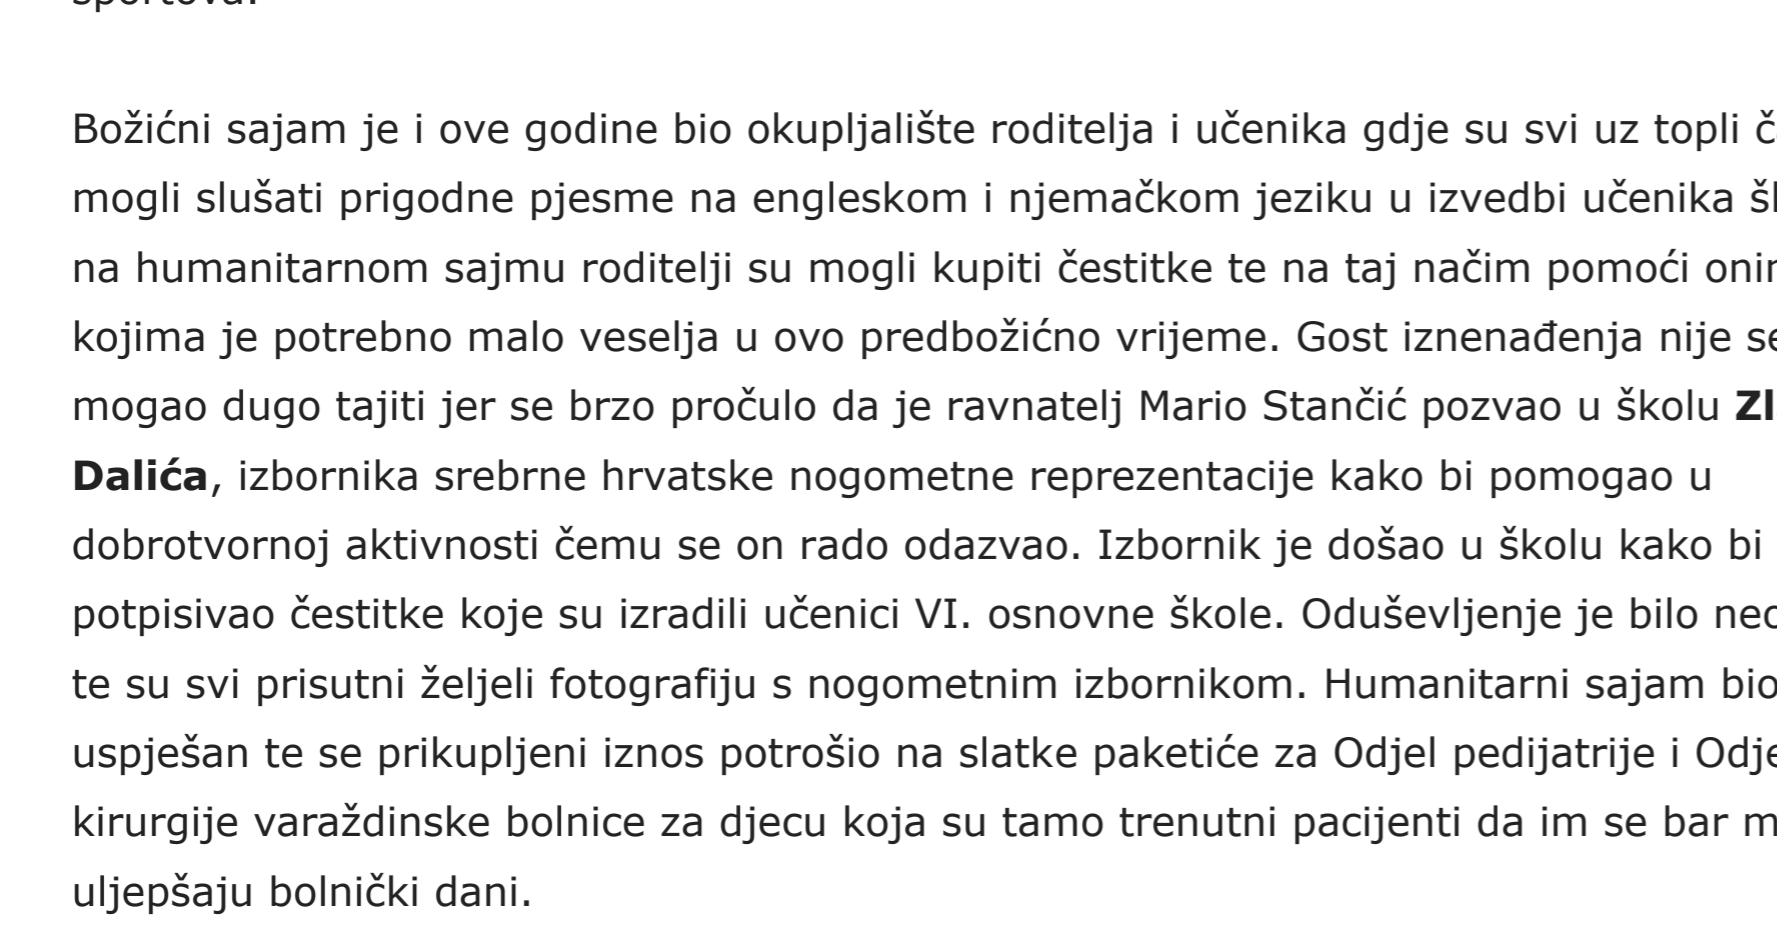 sportova.
Božićni sajam je i ove godine bio okupljalište roditelja i učenika gdje su svi uz topli
mogli slušati prigodne pjesme na engleskom i njemačkom jeziku u izvedbi učenika
na humanitarnom sajmu roditelji su mogli kupiti čestitke te na taj način pomoći
kojima je potrebno malo veselja u ovo predbožićno vrijeme. Gost iznenađenja nije se
mogao dugo tajiti jer se brzo pročulo da je ravnatelj Mario Stančić pozvao u školu
Dalića, izbornika srebrne hrvatske nogometne reprezentacije kako bi pomogao u
dobrotvornoj aktivnosti čemu se on rado odazvao. Izbornik je došao u školu kako bi
potpisivao čestitke koje su izradili učenici VI. osnovne škole. Oduševljenje je bilo
te su svi prisutni željeli fotografiju s nogometnim izbornikom. Humanitarni sajam bio
uspješan te se prikupljeni iznos potrošio na slatke paketiće za Odjel pedijatrije i
kirurgije varaždinske bolnice za djecu koja su tamo trenutni pacijenti da im se bar
uljepšaju bolnički dani.